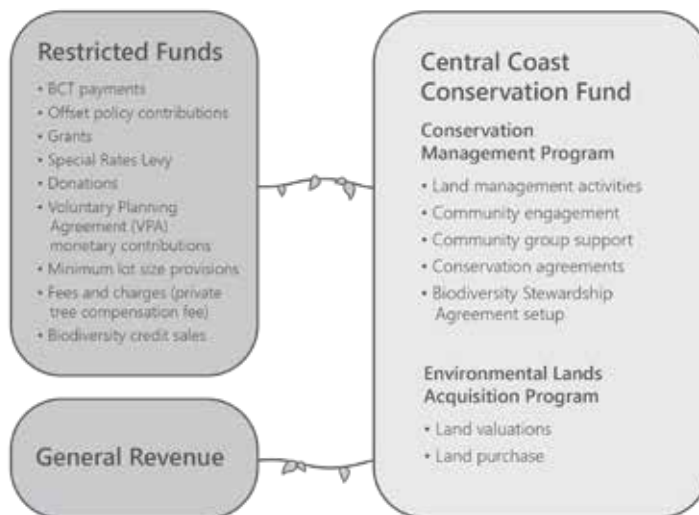 Restricted Funds
• BCT payments
• Offset policy contributions
• Grants
• Special Rates Levy
• Donations
• Voluntary Planning
Agreement (VPA)
monetary contributions
• Minimum lot size provisions
• Fees and charges (private
tree compensation fee)
• Biodiversity credit sales
General Revenue
Central Coast
Conservation Fund
Conservation
Management Program
• Land management activities
• Community engagement
• Community group support
• Conservation agreements
• Biodiversity Stewardship
Agreement setup
Environmental Lands
Acquisition Program
• Land valuations
• Land purchase